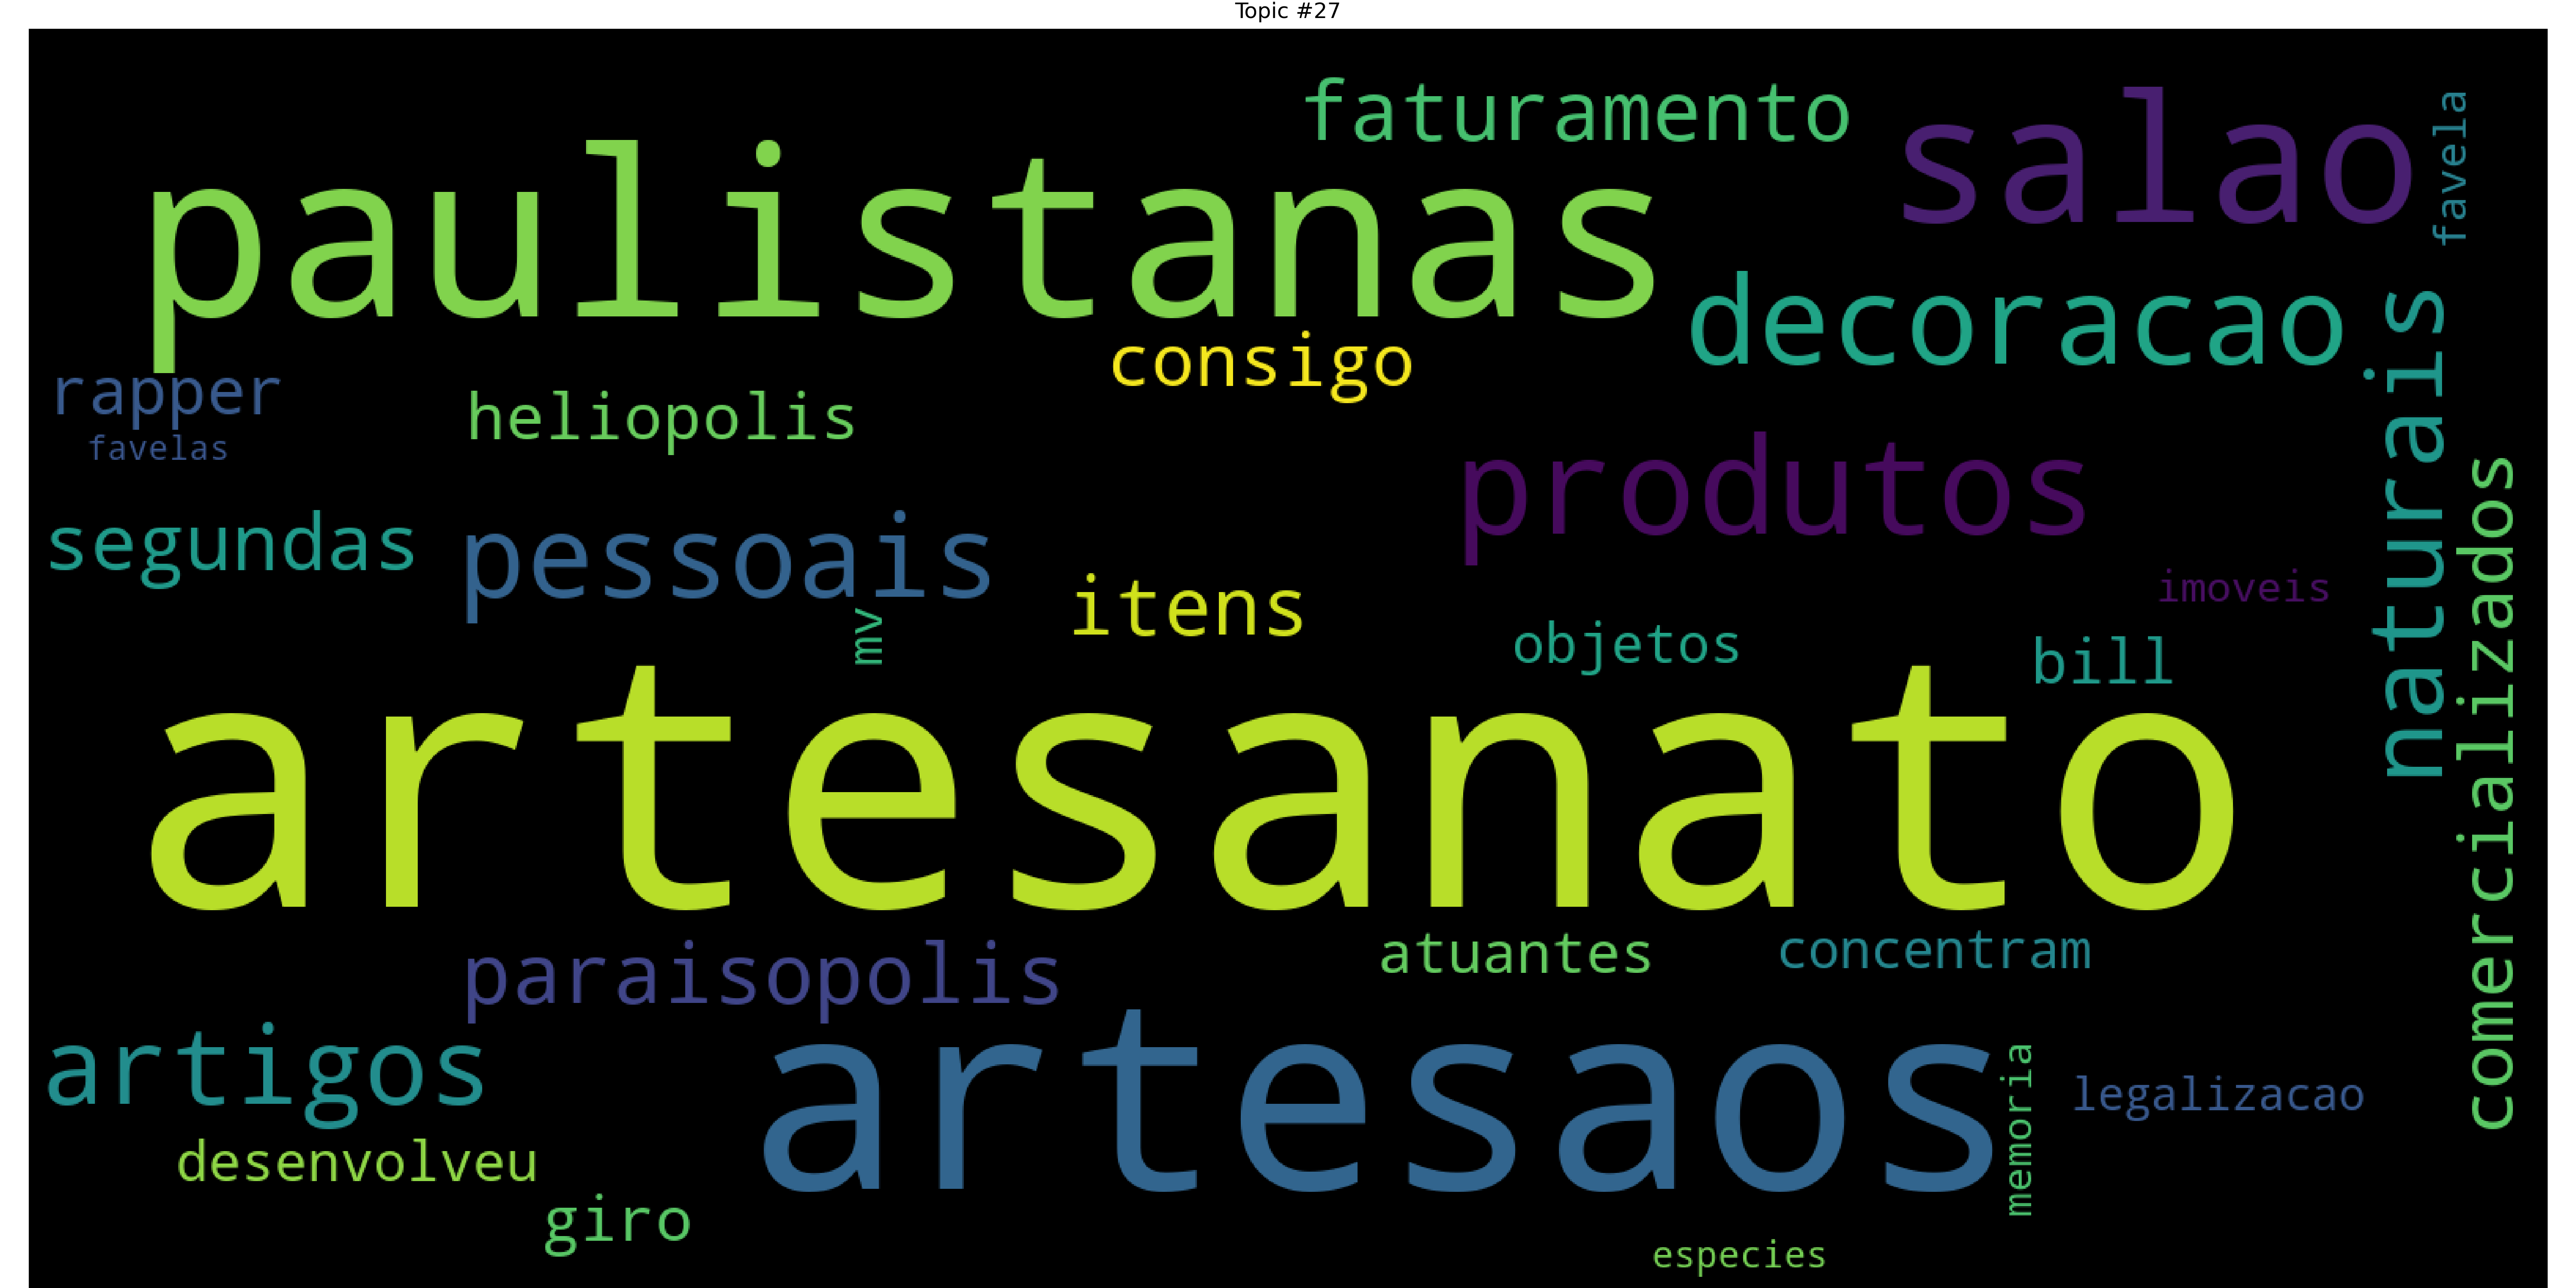 Topic #27
faturamento
salao
favela
paulistanas
decoracao
consigo
naturais
rapper
heliopolis
favelas
produtos
comercializados
segundas
pessoais
itens
imoveis
mv
objetos
bill
artesanato
paraisopolis
atuantes
concentram
artigos
artesaos
memoria
legalizacao
desenvolveu
giro
especies